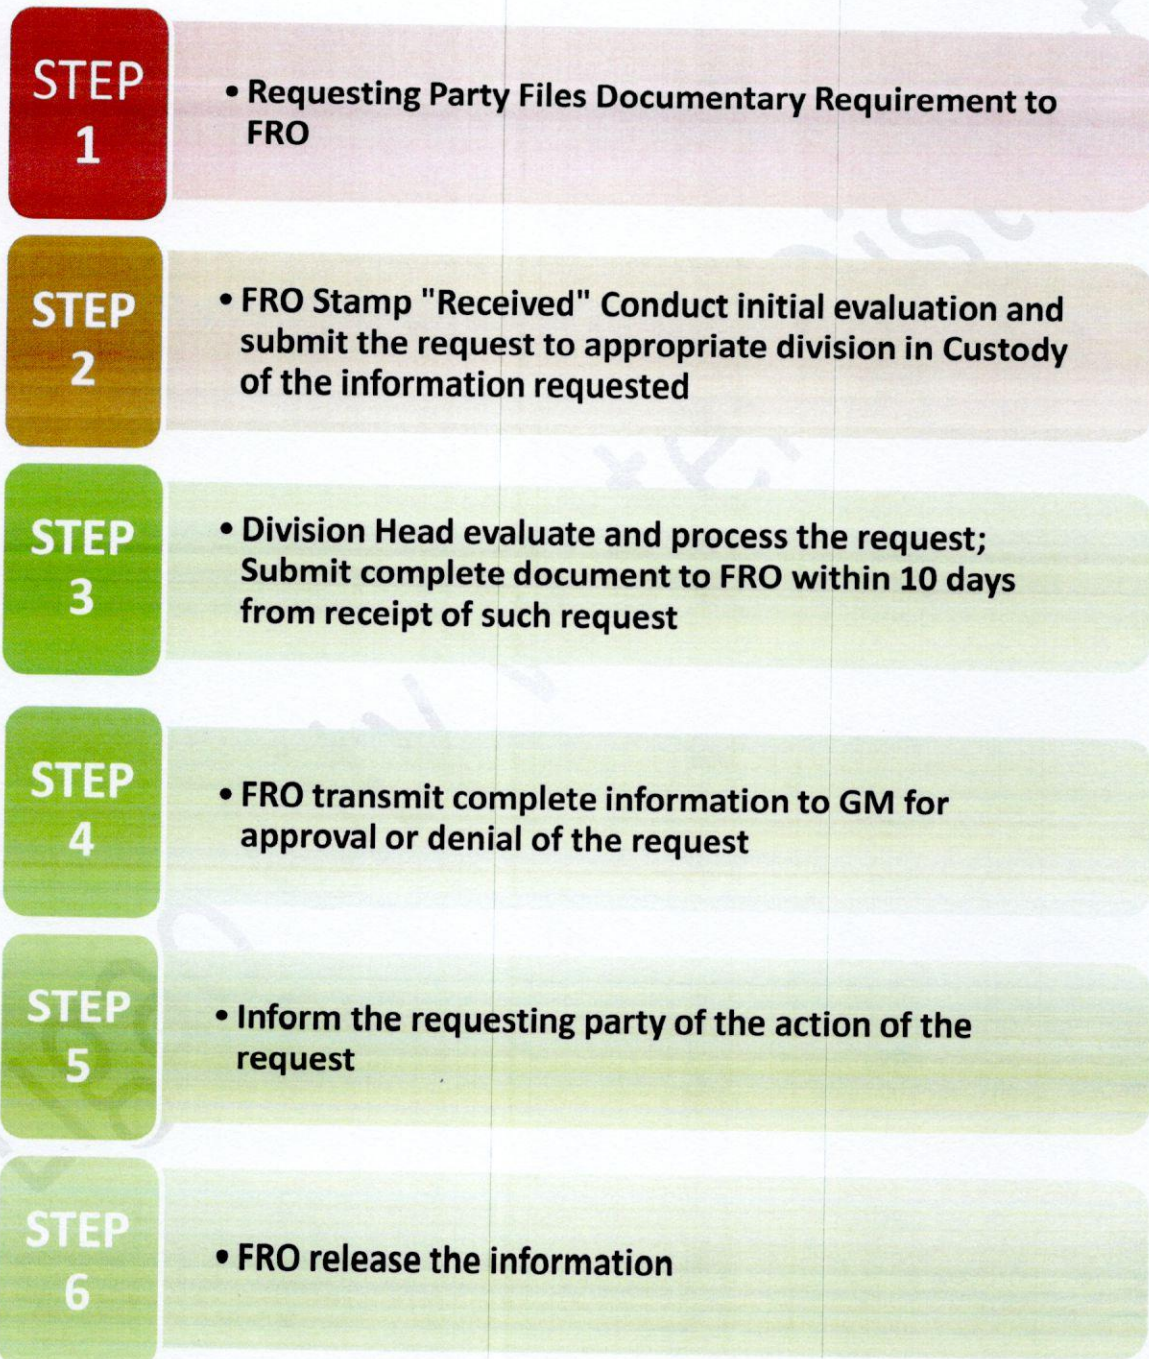 STEP
1
• Requesting Party Files Documentary Requirement to
FRO
STEP
2
• FRO Stamp "Received" Conduct initial evaluation and
submit the request to appropriate division in Custody
of the information requested
STEP
3
• Division Head evaluate and process the request;
Submit complete document to FRO within 10 days
from receipt of such request
STEP
4
• FRO transmit complete information to GM for
approval or denial of the request
STEP
5
• Inform the requesting party of the action of the
request
STEP
6
• FRO release the information